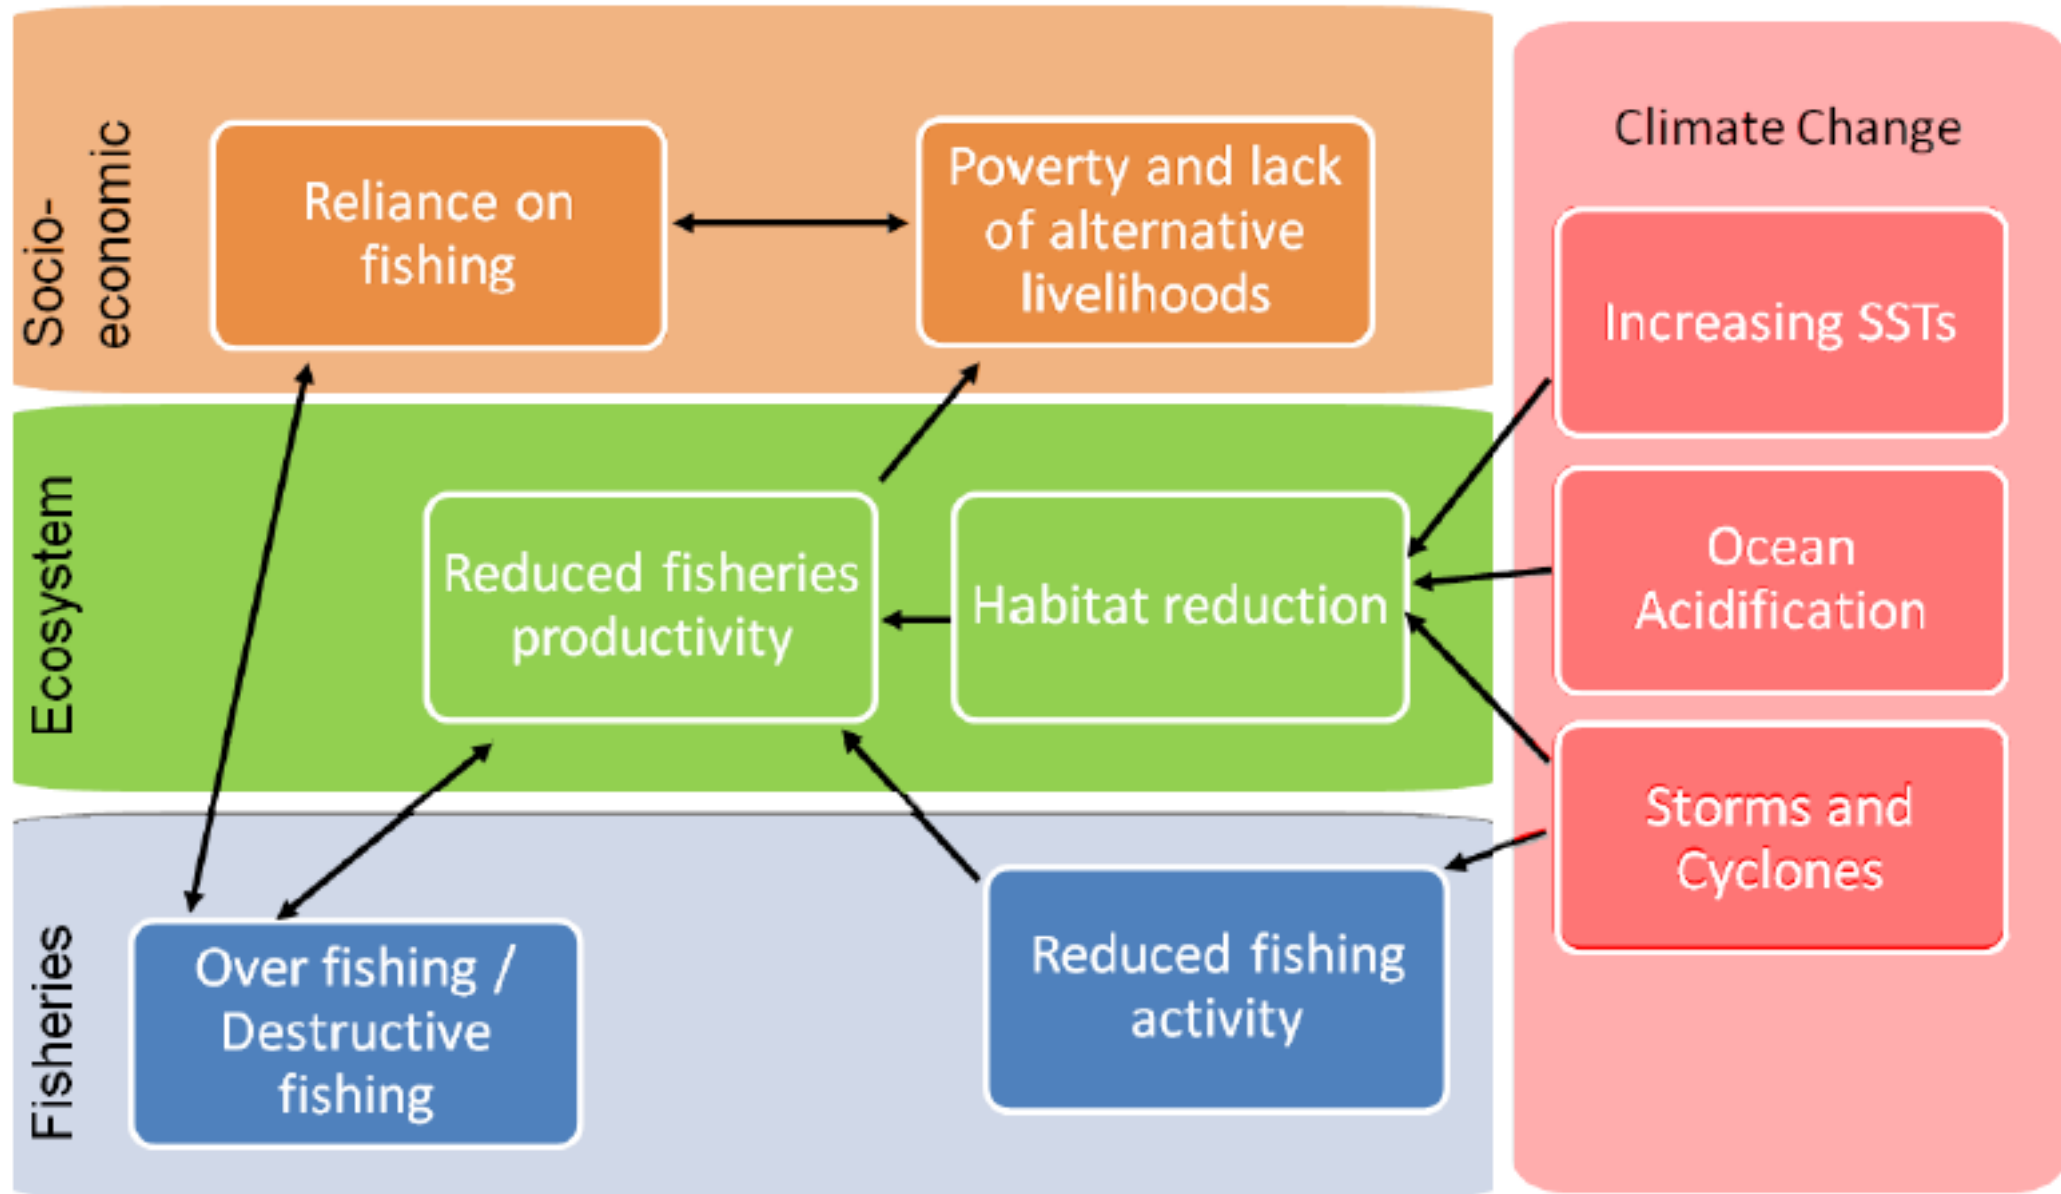 Socio-
economic
Reliance on
fishing
Poverty and lack
of alternative
livelihoods
Climate Change
Increasing SSTs
Ocean
Acidification
Storms and
Cyclones
Ecosystem
Reduced fisheries
productivity
Habitat reduction
Fisheries
Over fishing /
Destructive
fishing
Reduced fishing
activity